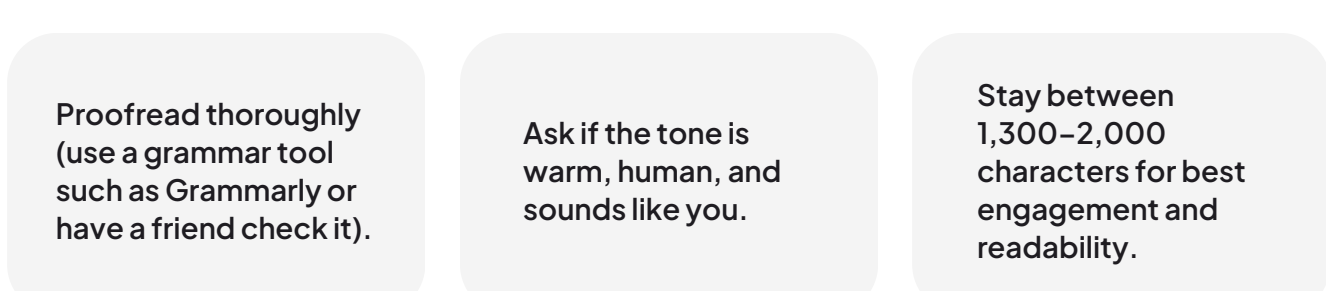 Proofread thoroughly
(use a grammar tool
such as Grammarly or
have a friend check it).
Ask if the tone is
warm, human, and
sounds like you.
Stay between
1,300–2,000
characters for best
engagement and
readability.